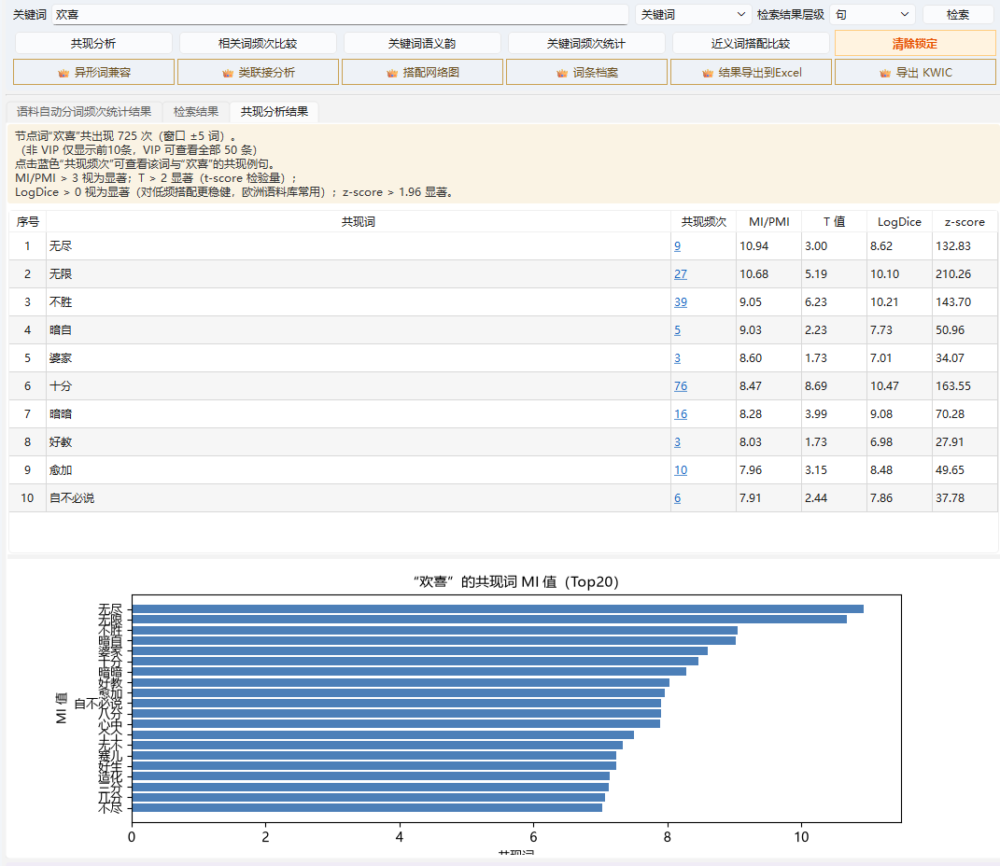 关键词 欢喜 关键词 检索结果层级 句 检索
共现分析 相关词频次比较 关键词语义韵 关键词频次统计 近义词搭配比较 清除锁定
异形词兼容 类联接分析 搭配网络图 词条档案 结果导出到Excel 导出 KWIC
语料自动分词频次统计结果 检索结果 共现分析结果
节点词“欢喜”共出现 725 次（窗口 ±5 词）。
（非 VIP 仅显示前10条，VIP 可查看全部 50 条）
点击蓝色“共现频次”可查看该词与“欢喜”的共现例句。
MI/PMI > 3 视为显著；T > 2 显著（t-score 检验量）；
LogDice > 0 视为显著（对低频搭配更稳健，欧洲语料库常用）；z-score > 1.96 显著。
序号 共现词 共现频次 MI/PMI T 值 LogDice z-score
1 无尽 9 10.94 3.00 8.62 132.83
2 无限 27 10.68 5.19 10.10 210.26
3 不胜 39 9.05 6.23 10.21 143.70
4 暗自 5 9.03 2.23 7.73 50.96
5 婆家 3 8.60 1.73 7.01 34.07
6 十分 76 8.47 8.69 10.47 163.55
7 暗暗 16 8.28 3.99 9.08 70.28
8 好教 3 8.03 1.73 6.98 27.91
9 愈加 10 7.96 3.15 8.48 49.65
10 自不必说 6 7.91 2.44 7.86 37.78
“欢喜”的共现词 MI 值（Top20）
无尽
无限
不胜
暗自
婆家
十分
暗暗
好教
愈加
自不必说
八分
心中
无不
好生
造化
三分
几分
不尽
MI 值
0 2 4 6 8 10
共现词